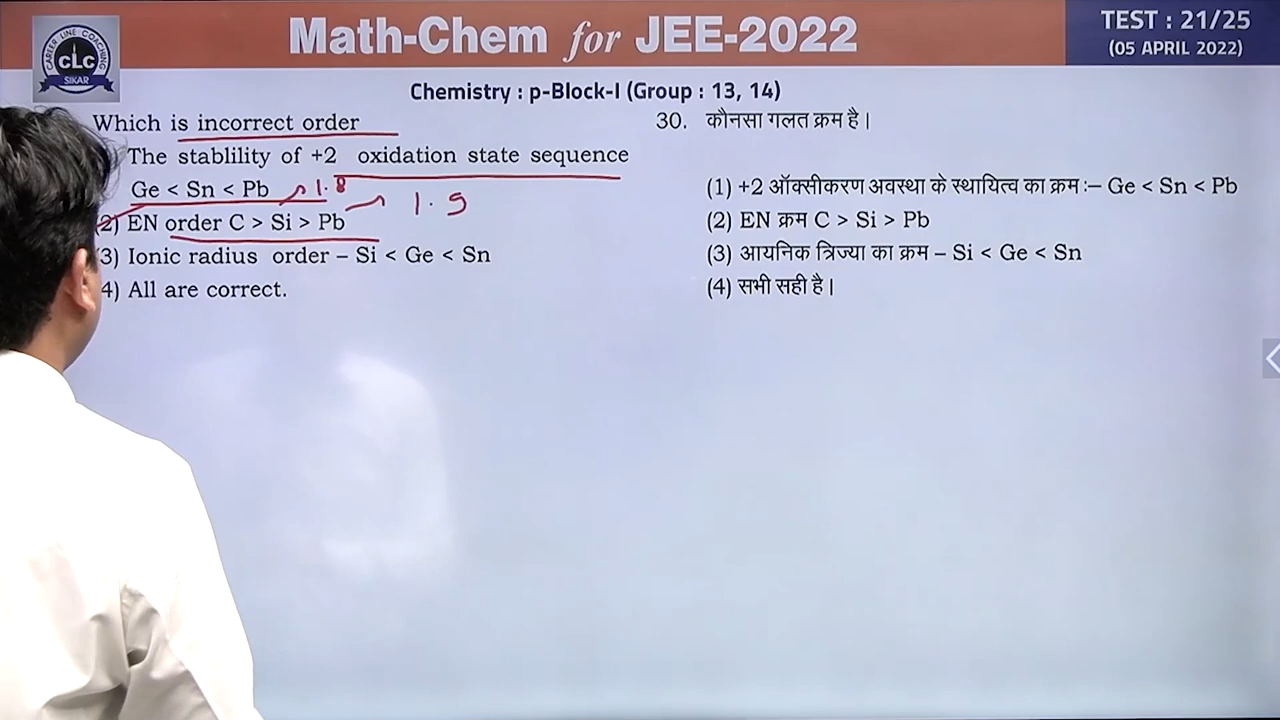 CAREER LINE COACHING
CLC
SIKAR
Math-Chem for JEE-2022
TEST : 21/25
(05 APRIL 2022)
Chemistry : p-Block-I (Group : 13, 14)
Which is incorrect order
The stablility of +2 oxidation state sequence
Ge < Sn < Pb 1.8
(2) EN order C > Si > Pb 1.9
3) Ionic radius order – Si < Ge < Sn
4) All are correct.
30. कौनसा गलत क्रम है।
(1) +2 ऑक्सीकरण अवस्था के स्थायित्व का क्रम :– Ge < Sn < Pb
(2) EN क्रम C > Si > Pb
(3) आयनिक त्रिज्या का क्रम – Si < Ge < Sn
(4) सभी सही है।